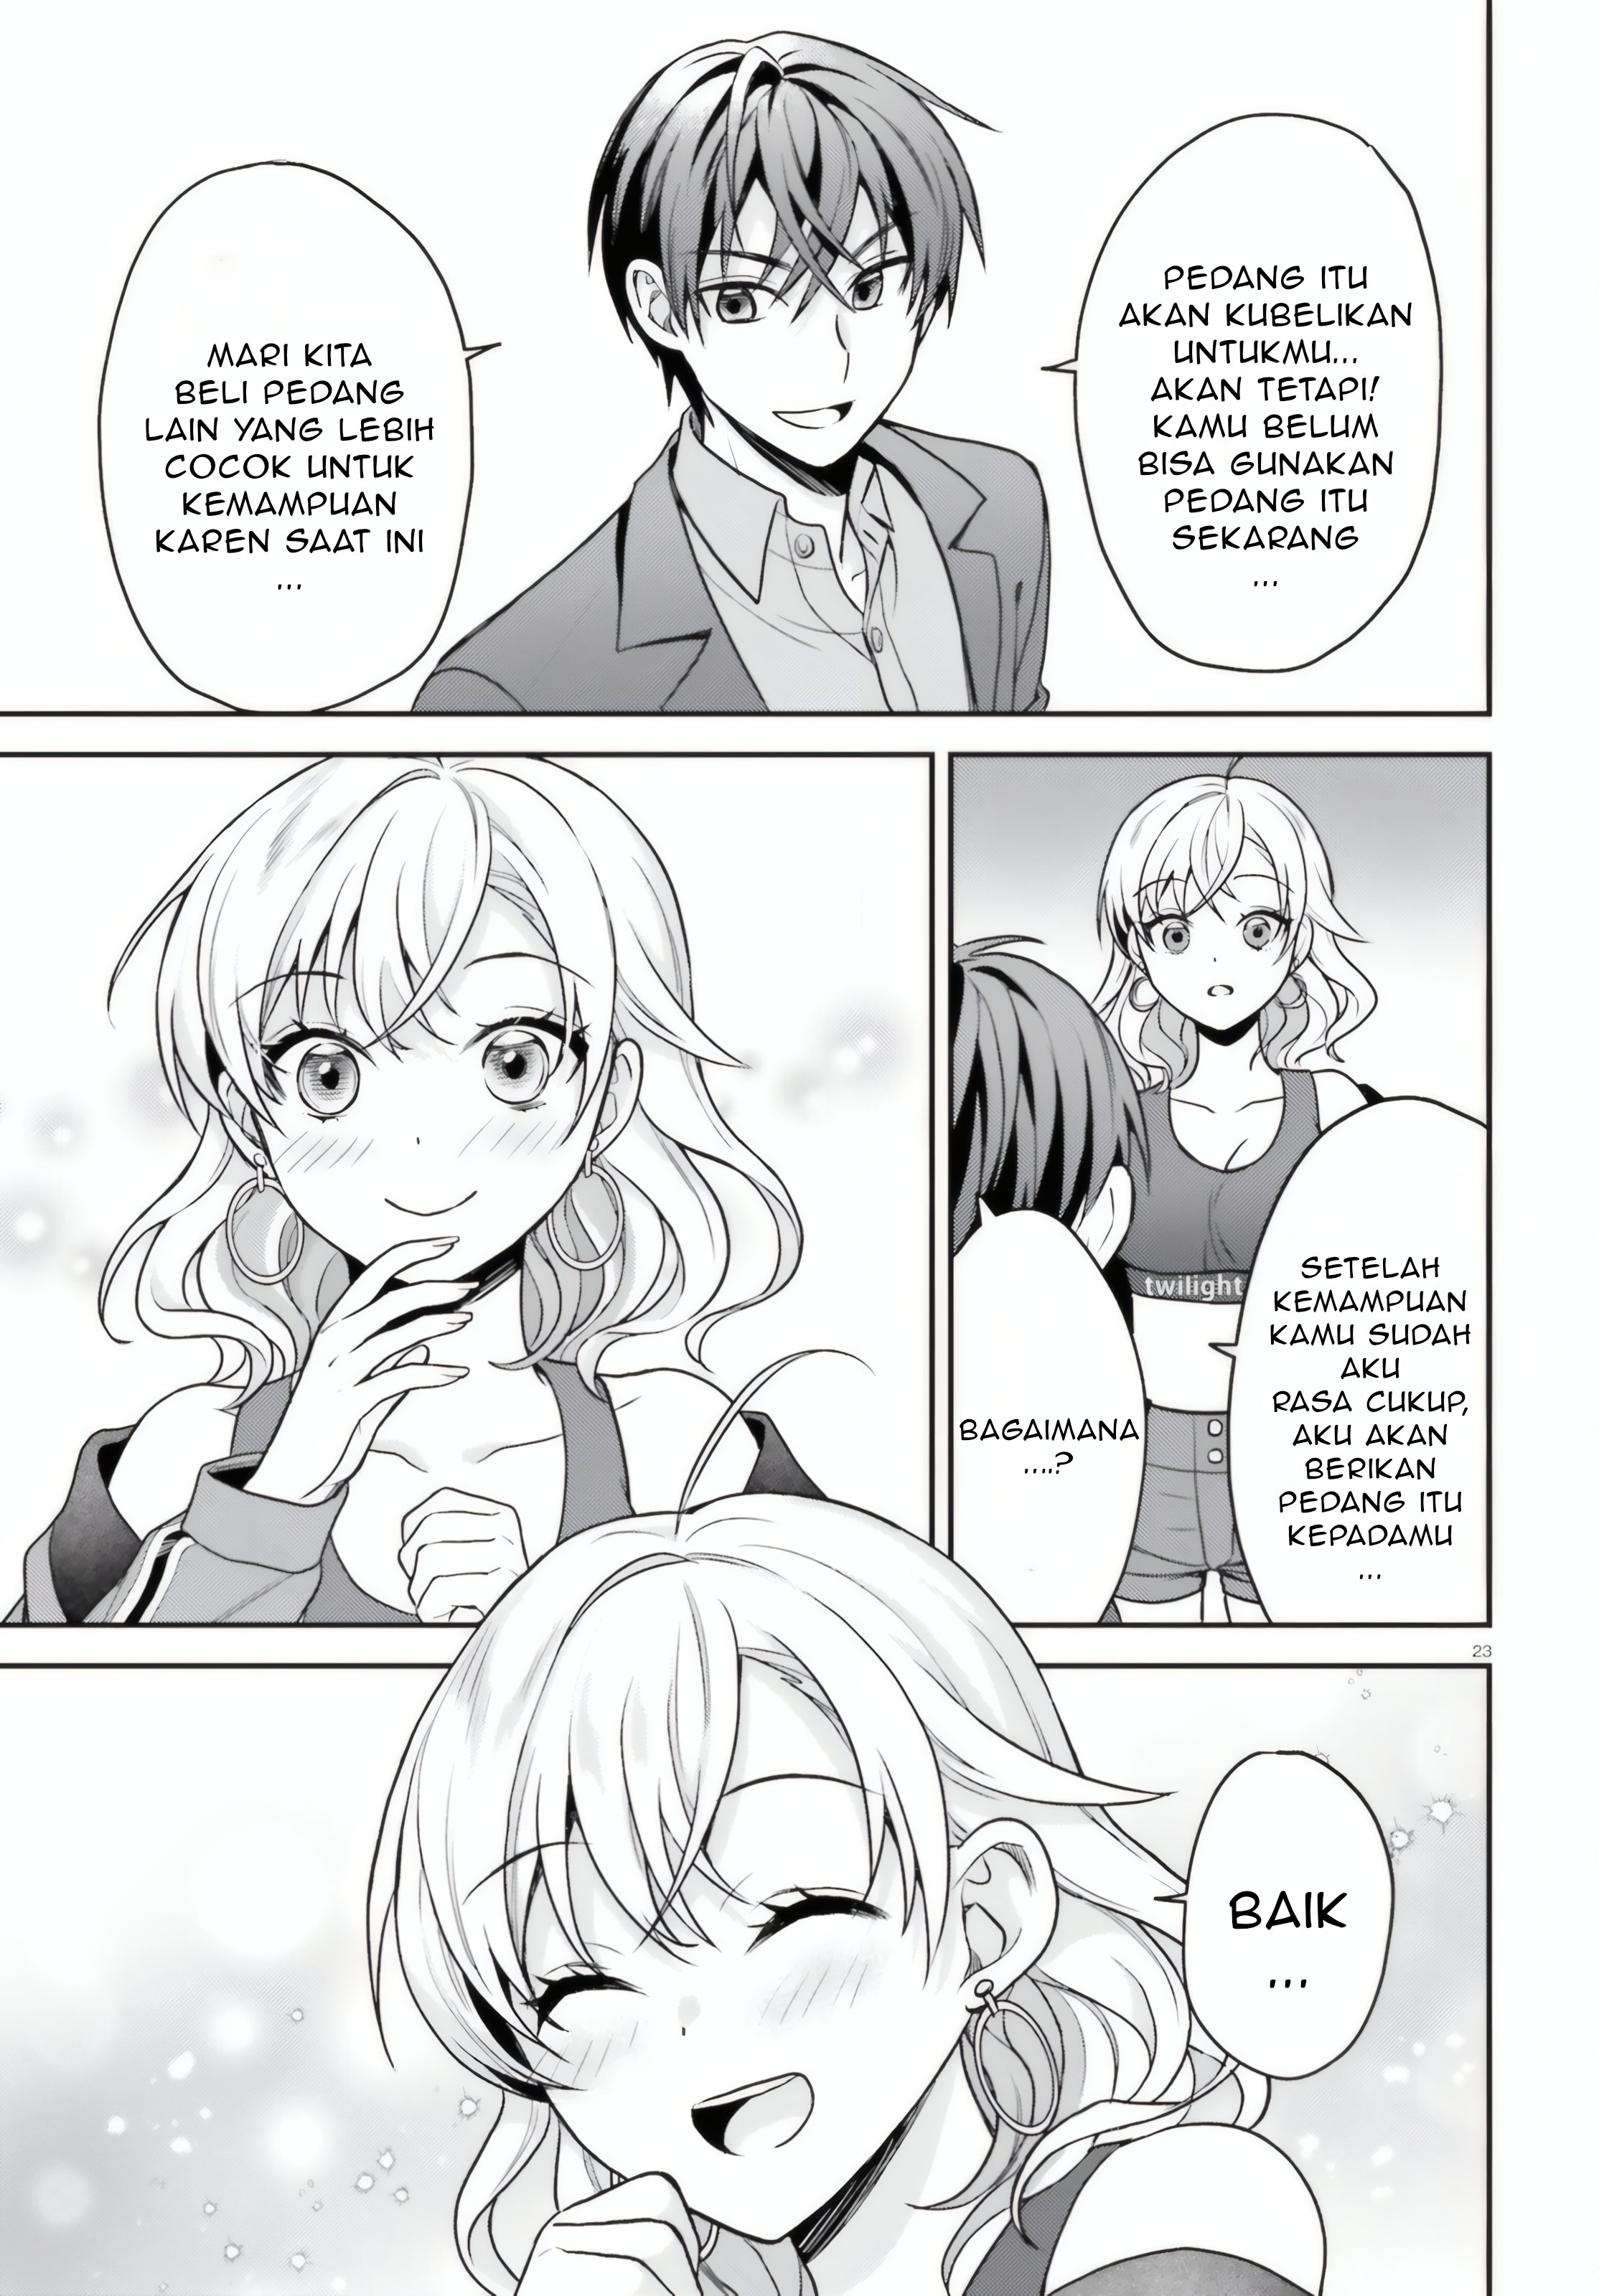 PEDANG ITU
AKAN KUBELIKAN
UNTUKMU...
AKAN TETAPI!
KAMU BELUM
BISA GUNAKAN
PEDANG ITU
SEKARANG
...
MARI KITA
BELI PEDANG
LAIN YANG LEBIH
COCOK UNTUK
KEMAMPUAN
KAREN SAAT INI
...
SETELAH
KEMAMPUAN
KAMU SUDAH
AKU
RASA CUKUP,
AKU AKAN
BERIKAN
PEDANG ITU
KEPADAMU
...
BAGAIMANA
....?
twilight
23
BAIK
...